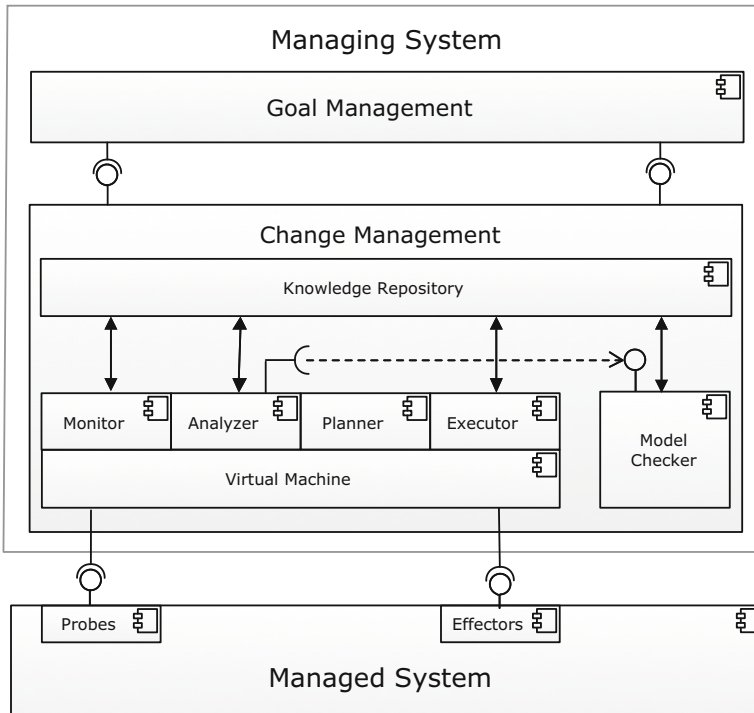 Managing System
Goal Management
Change Management
Knowledge Repository
Monitor
Analyzer
Planner
Executor
Model
Checker
Virtual Machine
Probes
Effectors
Managed System